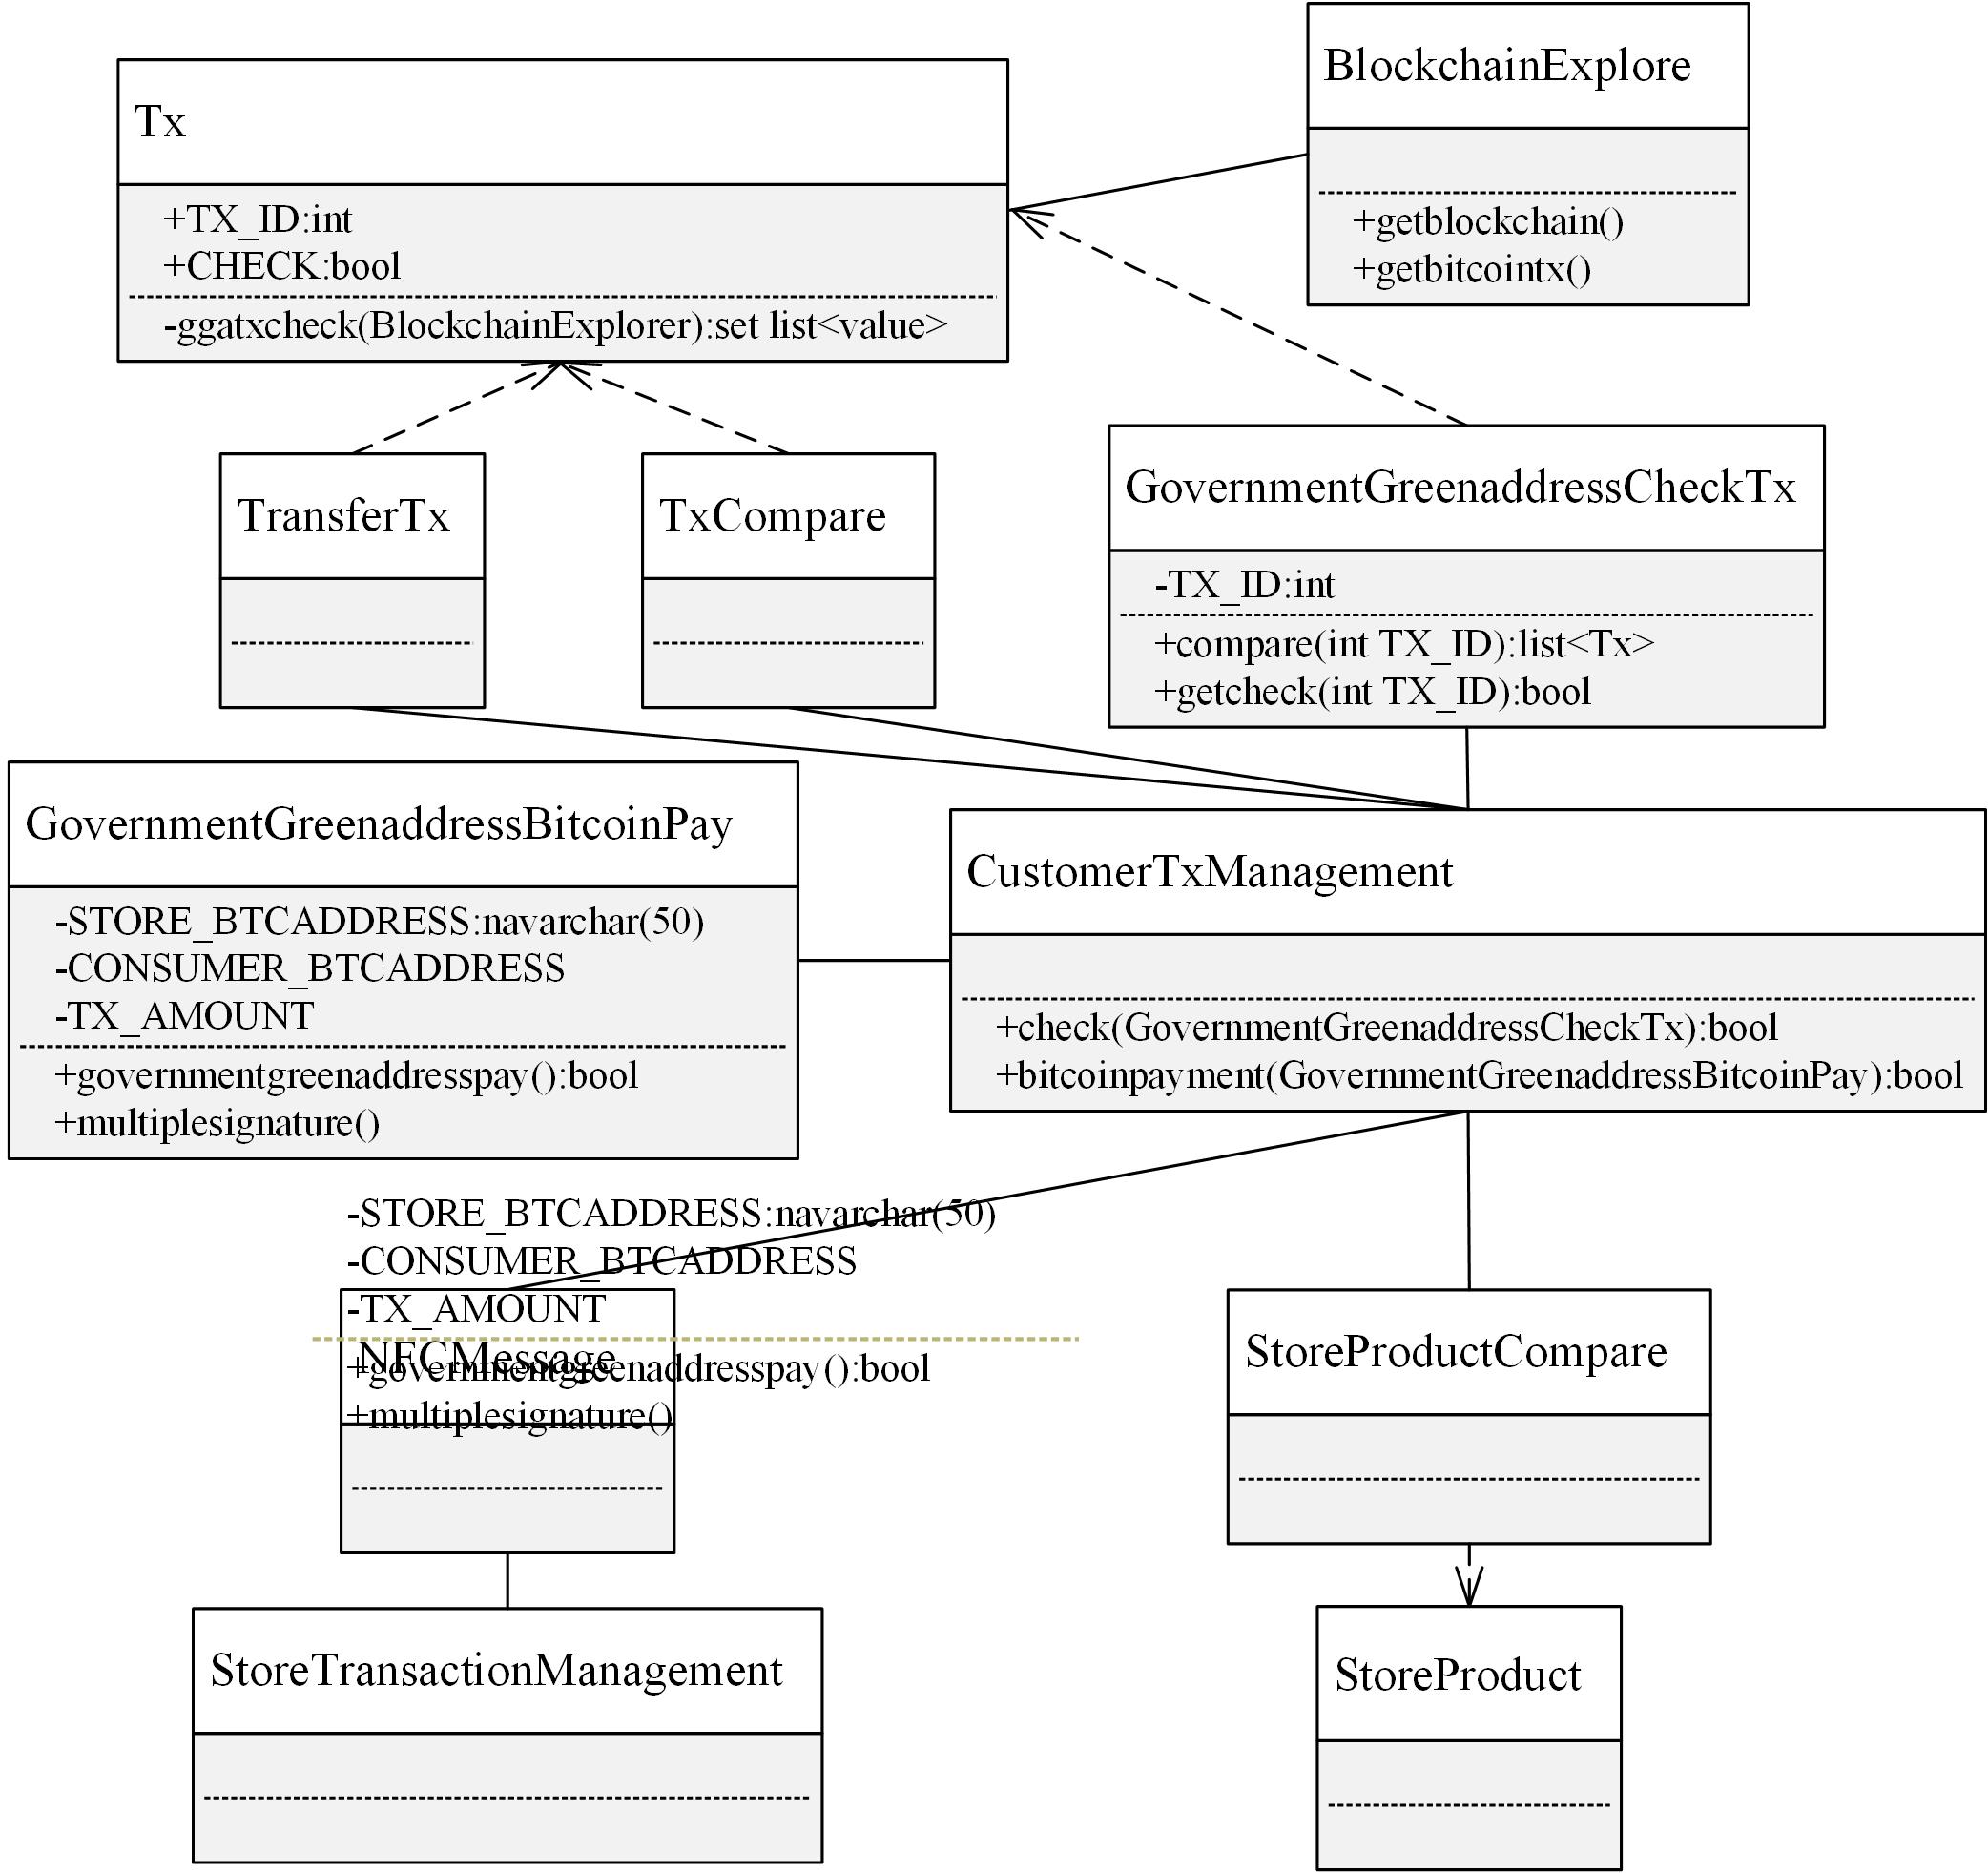 BlockchainExplore
+getblockchain()
+getbitcointx()
Tx
+TX_ID:int
+CHECK:bool
-ggatxcheck(BlockchainExplorer):set list<value>
TransferTx
TxCompare
GovernmentGreenaddressCheckTx
-TX_ID:int
+compare(int TX_ID):list<Tx>
+getcheck(int TX_ID):bool
GovernmentGreenaddressBitcoinPay
-STORE_BTCADDRESS:navarchar(50)
-CONSUMER_BTCADDRESS
-TX_AMOUNT
+governmentgreenaddresspay():bool
+multiplesignature()
CustomerTxManagement
+check(GovernmentGreenaddressCheckTx):bool
+bitcoinpayment(GovernmentGreenaddressBitcoinPay):bool
-STORE_BTCADDRESS:navarchar(50)
-CONSUMER_BTCADDRESS
-TX_AMOUNT
NFCMessage
+governmentgreenaddresspay():bool
+multiplesignature()
StoreProductCompare
StoreTransactionManagement
StoreProduct